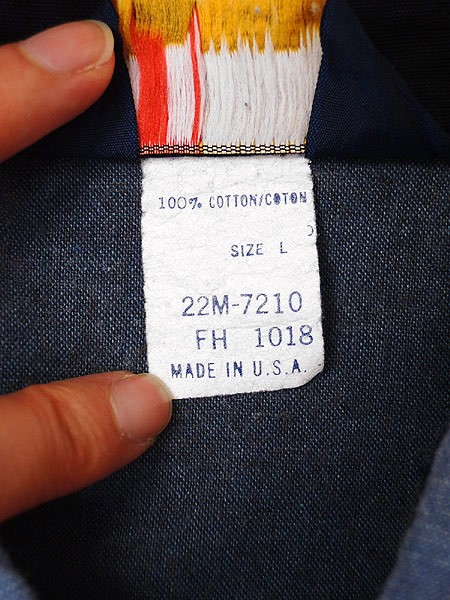 100% COTTON/COTON
SIZE L
22M-7210
FH 1018
MADE IN U.S.A.